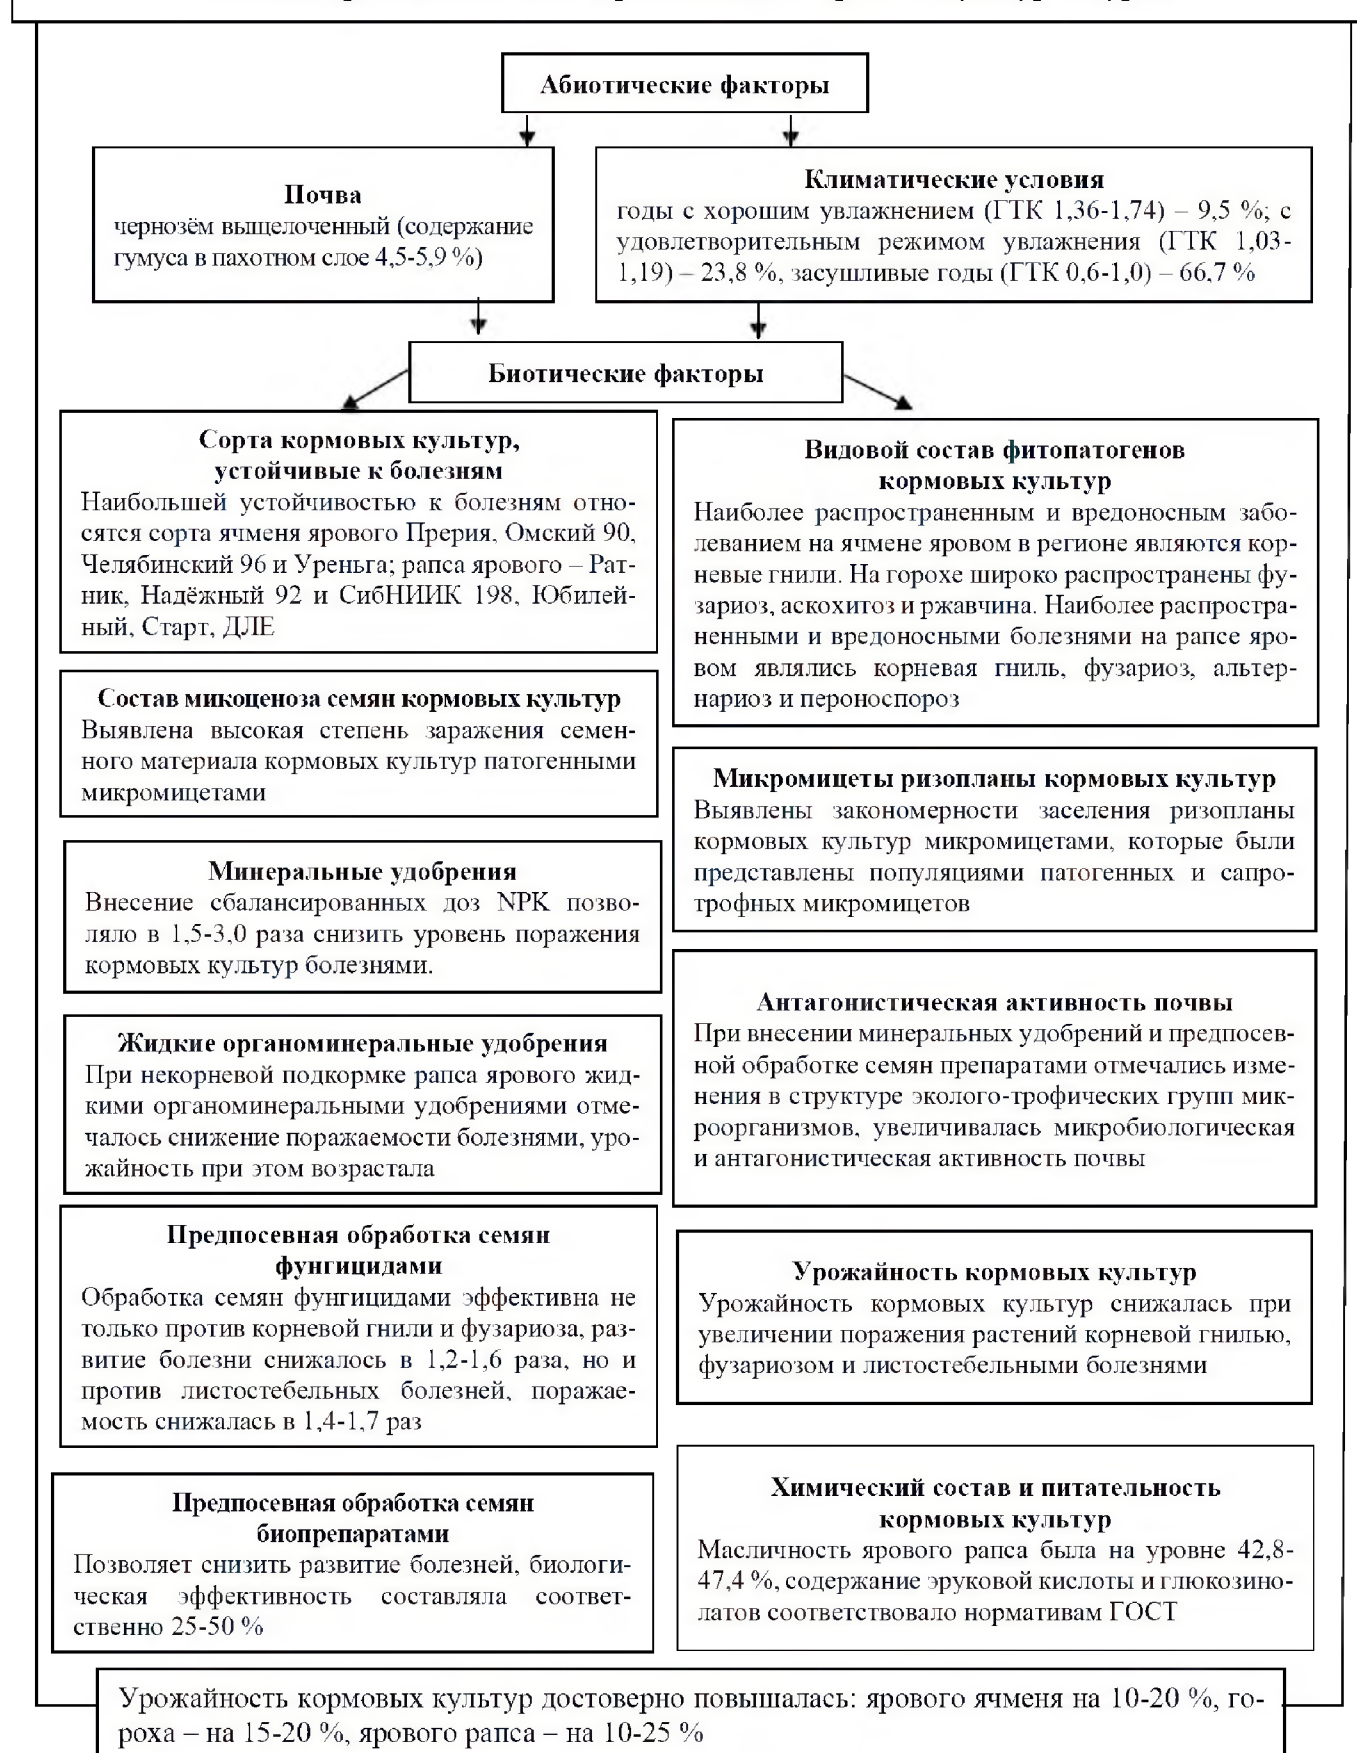 Абиотические факторы
Почва
чернозём выщелоченный (содержание
гумуса в пахотном слое 4,5-5,9 %)
Климатические условия
годы с хорошим увлажнением (ГТК 1,36-1,74) – 9,5 %; с
удовлетворительным режимом увлажнения (ГТК 1,03-
1,19) – 23,8 %, засушливые годы (ГТК 0,6-1,0) – 66,7 %
Биотические факторы
Сорта кормовых культур,
устойчивые к болезням
Наибольшей устойчивостью к болезням отно-
сятся сорта ячменя ярового Прерия, Омский 90,
Челябинский 96 и Уреньга; рапса ярового – Рат-
ник, Надёжный 92 и СибНИИК 198, Юбилей-
ный, Старт, ДЛЕ
Состав микоценоза семян кормовых культур
Выявлена высокая степень заражения семен-
ного материала кормовых культур патогенными
микромицетами
Минеральные удобрения
Внесение сбалансированных доз NPK позво-
ляло в 1,5-3,0 раза снизить уровень поражения
кормовых культур болезнями.
Жидкие органоминеральные удобрения
При некорневой подкормке рапса ярового жид-
кими органоминеральными удобрениями отме-
чалось снижение поражаемости болезнями, уро-
жайность при этом возрастала
Предпосевная обработка семян
фунгицидами
Обработка семян фунгицидами эффективна не
только против корневой гнили и фузариоза, раз-
витие болезни снижалось в 1,2-1,6 раза, но и
против листостебельных болезней, поражае-
мость снижалась в 1,4-1,7 раз
Предпосевная обработка семян
биопрепаратами
Позволяет снизить развитие болезней, биологи-
ческая эффективность составляла соответ-
ственно 25-50 %
Видовой состав фитопатогенов
кормовых культур
Наиболее распространенным и вредоносным забо-
леванием на ячмене яровом в регионе являются кор-
невые гнили. На горохе широко распространены фу-
зариоз, аскохитоз и ржавчина. Наиболее распростра-
ненными и вредоносными болезнями на рапсе яро-
вом являлись корневая гниль, фузариоз, альтер-
нариоз и пероноспороз
Микромицеты ризопланы кормовых культур
Выявлены закономерности заселения ризопланы
кормовых культур микромицетами, которые были
представлены популяциями патогенных и сапро-
трофных микромицетов
Антагонистическая активность почвы
При внесении минеральных удобрений и предпосев-
ной обработке семян препаратами отмечались изме-
нения в структуре эколого-трофических групп мик-
роорганизмов, увеличивалась микробиологическая
и антагонистическая активность почвы
Урожайность кормовых культур
Урожайность кормовых культур снижалась при
увеличении поражения растений корневой гнилью,
фузариозом и листостебельными болезнями
Химический состав и питательность
кормовых культур
Масличность ярового рапса была на уровне 42,8-
47,4 %, содержание эруковой кислоты и глюкозино-
латов соответствовало нормативам ГОСТ
Урожайность кормовых культур достоверно повышалась: ярового ячменя на 10-20 %, го-
роха – на 15-20 %, ярового рапса – на 10-25 %